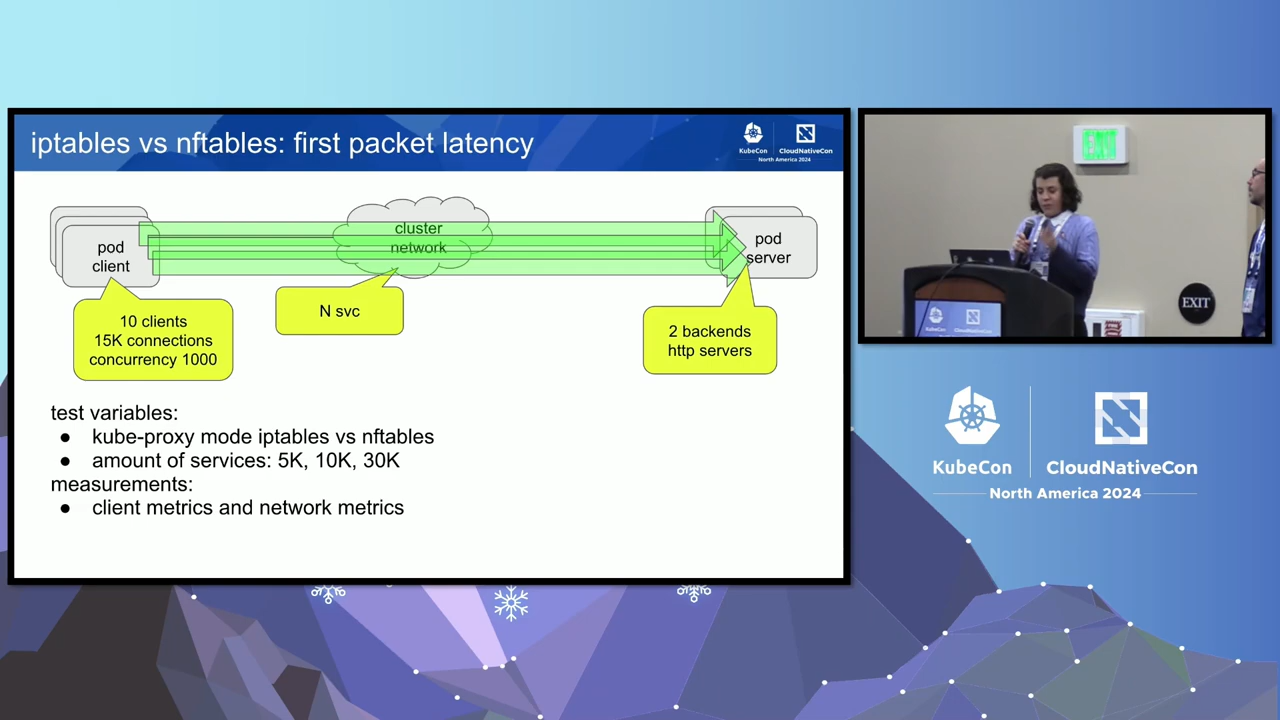 iptables vs nftables: first packet latency
KubeCon
CloudNativeCon
North America 2024
cluster
network
pod
client
pod
server
10 clients
15K connections
concurrency 1000
N svc
2 backends
http servers
test variables:
● kube-proxy mode iptables vs nftables
● amount of services: 5K, 10K, 30K
measurements:
● client metrics and network metrics
EXIT
KubeCon
CloudNativeCon
North America 2024